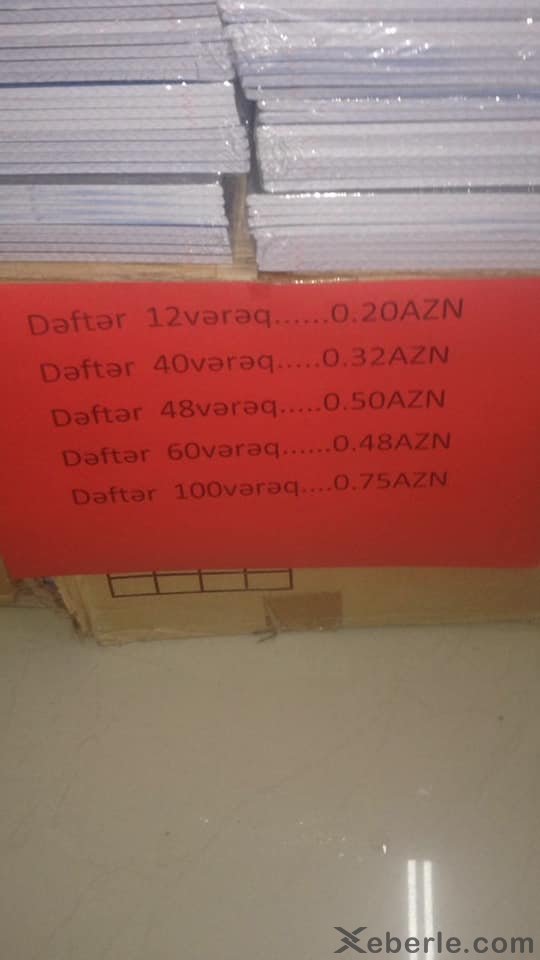 Dəftər 12vərəq......0.20AZN
Dəftər 40vərəq.....0.32AZN
Dəftər 48vərəq.....0.50AZN
Dəftər 60vərəq......0.48AZN
Dəftər 100vərəq....0.75AZN
Xeberle.com